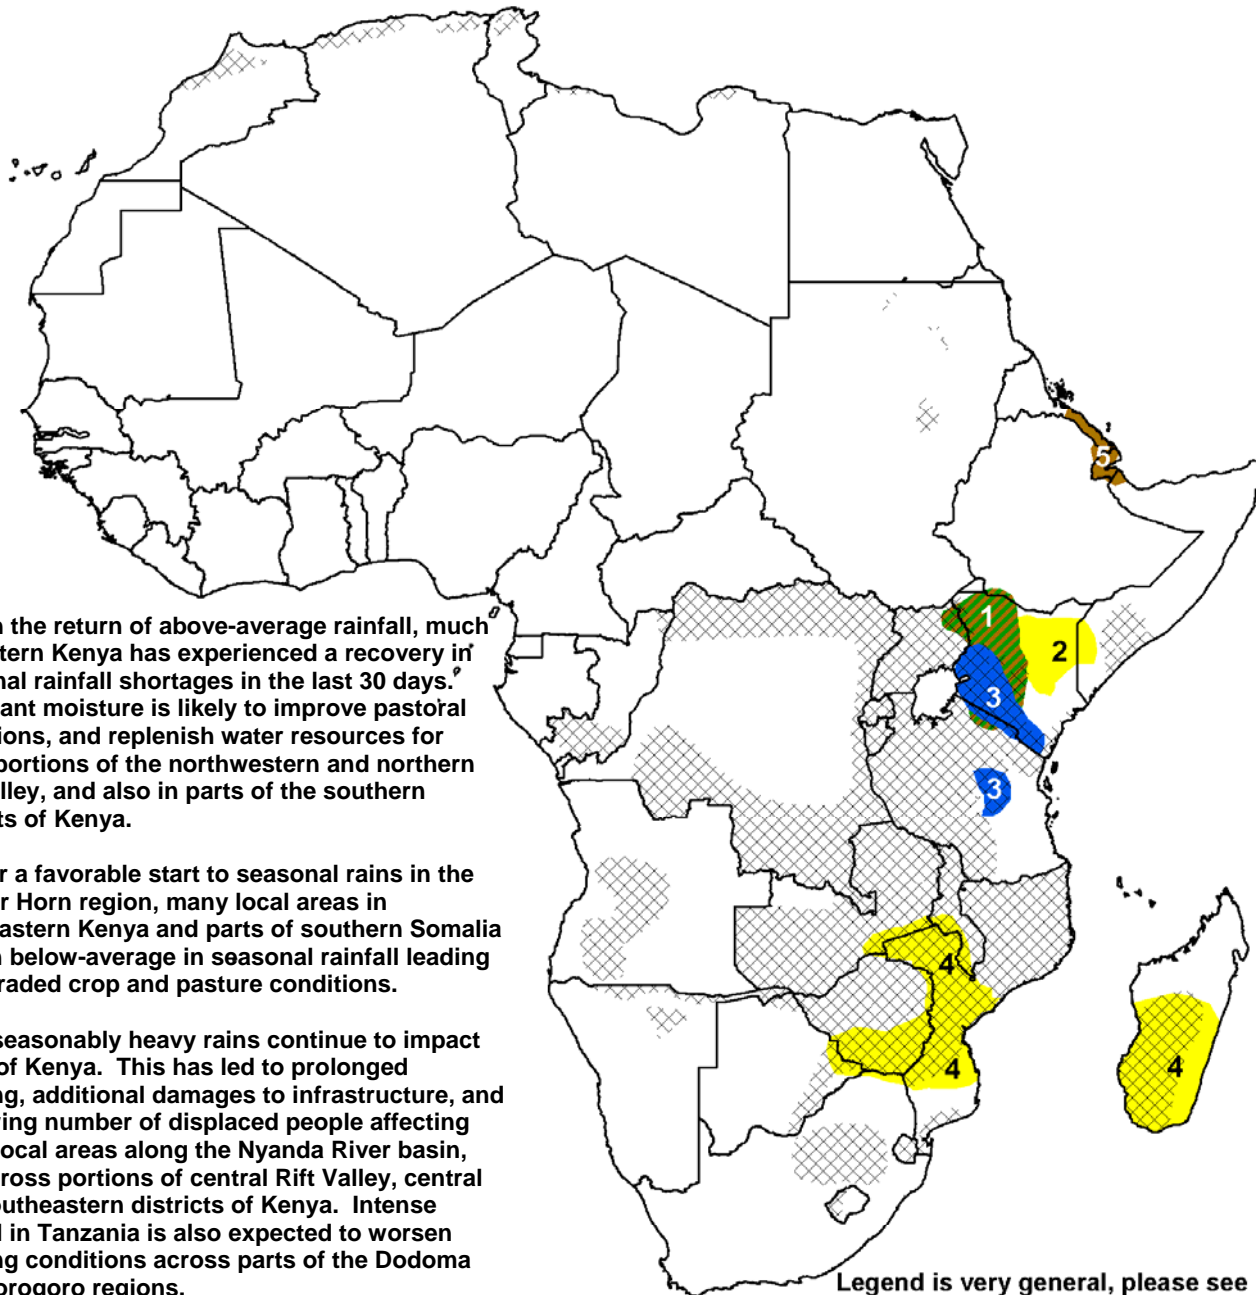 5
1
2
3
3
4
4
4
n the return of above-average rainfall, much
tern Kenya has experienced a recovery in
nal rainfall shortages in the last 30 days.
ant moisture is likely to improve pastoral
ions, and replenish water resources for
portions of the northwestern and northern
lley, and also in parts of the southern
ts of Kenya.
r a favorable start to seasonal rains in the
r Horn region, many local areas in
eastern Kenya and parts of southern Somalia
n below-average in seasonal rainfall leading
raded crop and pasture conditions.
seasonably heavy rains continue to impact
of Kenya. This has led to prolonged
ng, additional damages to infrastructure, and
ving number of displaced people affecting
ocal areas along the Nyanda River basin,
ross portions of central Rift Valley, central
outheastern districts of Kenya. Intense
l in Tanzania is also expected to worsen
ng conditions across parts of the Dodoma
orogoro regions.
Legend is very general, please see